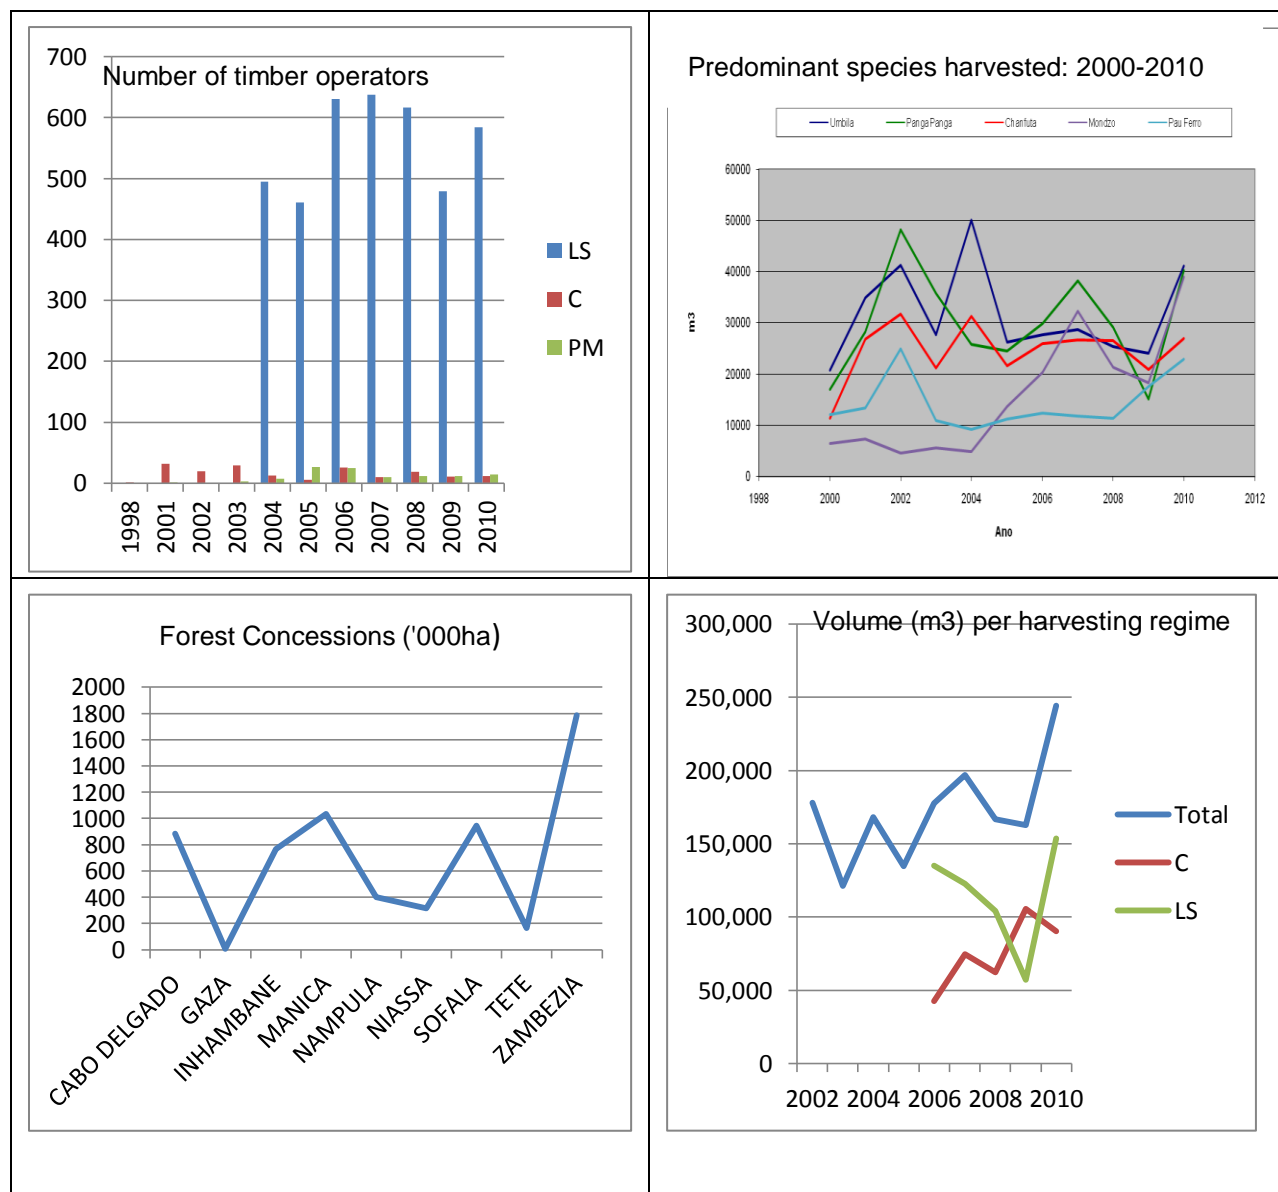 Number of timber operators
700
600
500
400
300
200
100
0
1998
2001
2002
2003
2004
2005
2006
2007
2008
2009
2010
LS
C
PM
Predominant species harvested: 2000-2010
Umbila PangaPanga Chanfuta Mondzo Pau Ferro
m3
60000
50000
40000
30000
20000
10000
0
1998 2000 2002 2004 2006 2008 2010 2012
Ano
Forest Concessions ('000ha)
2000
1800
1600
1400
1200
1000
800
600
400
200
0
CABO DELGADO
GAZA
INHAMBANE
MANICA
NAMPULA
NIASSA
SOFALA
TETE
ZAMBEZIA
Volume (m3) per harvesting regime
300,000
250,000
200,000
150,000
100,000
50,000
0
2002 2004 2006 2008 2010
Total
C
LS